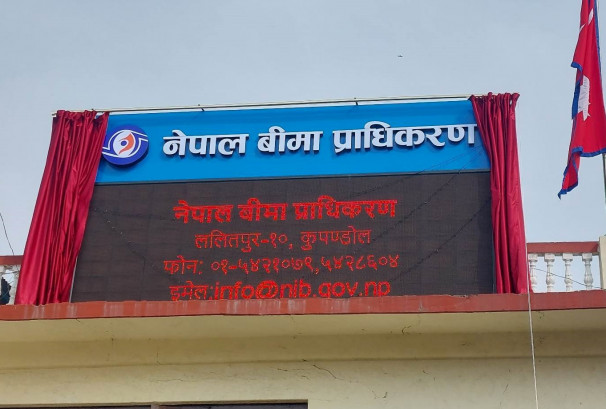 नेपाल बीमा प्राधिकरण
नेपाल बीमा प्राधिकरण
ललितपुर-१०, कुपण्डोल
फोन: ०१-५४२१०७९,५४२८६०४
इमेल:info@nib.gov.np